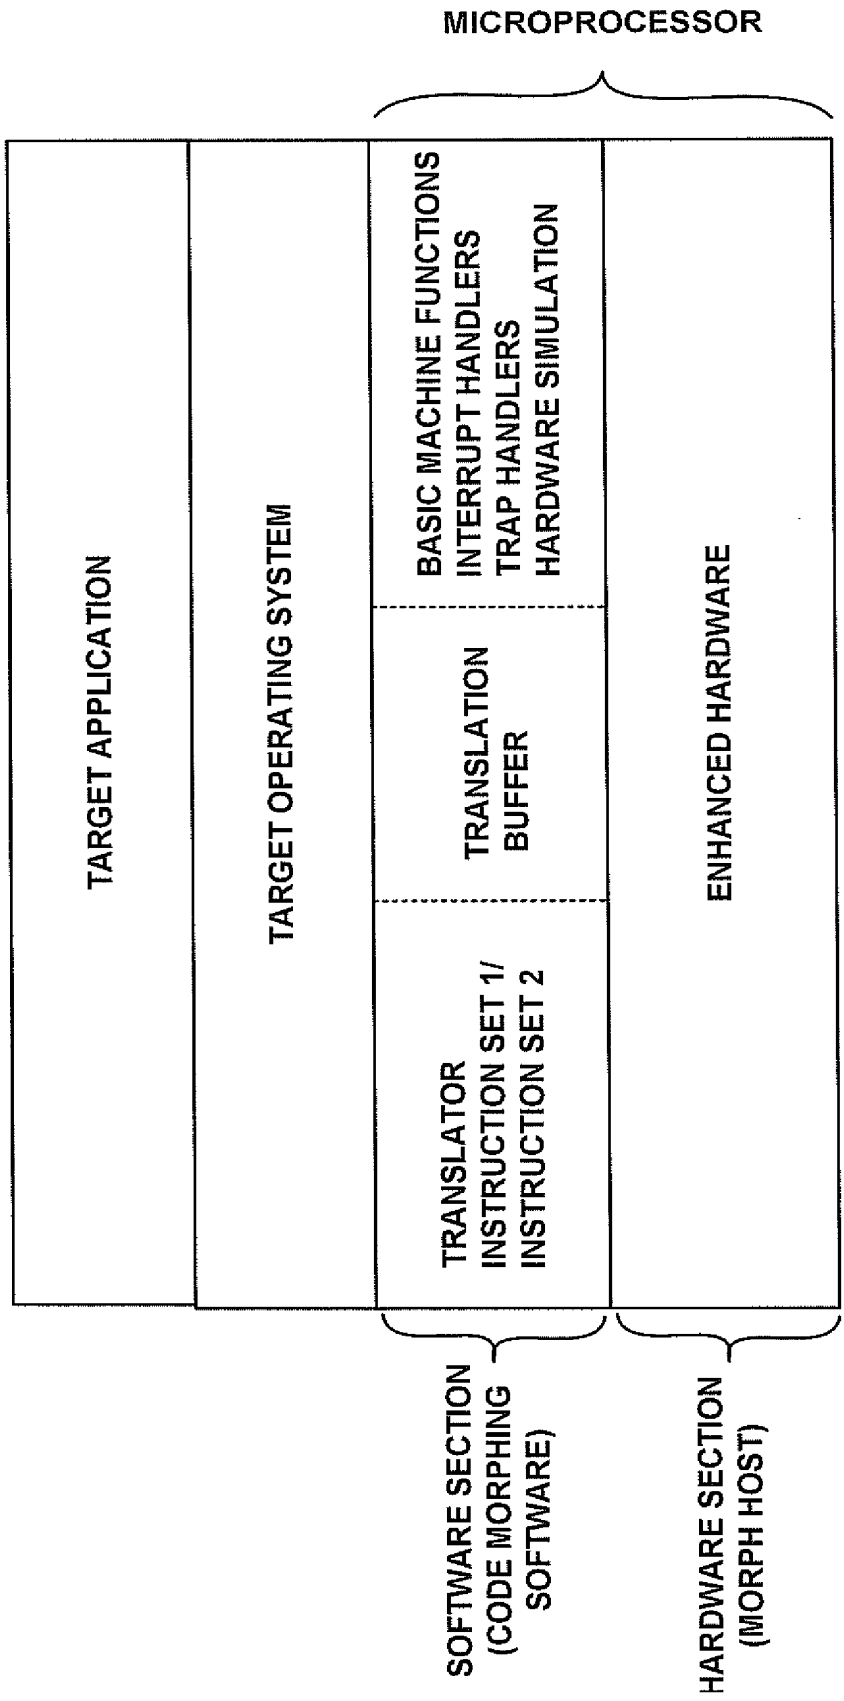 MICROPROCESSOR
TARGET APPLICATION
TARGET OPERATING SYSTEM
SOFTWARE SECTION
(CODE MORPHING
SOFTWARE)
TRANSLATOR
INSTRUCTION SET 1/
INSTRUCTION SET 2
TRANSLATION
BUFFER
BASIC MACHINE FUNCTIONS
INTERRUPT HANDLERS
TRAP HANDLERS
HARDWARE SIMULATION
HARDWARE SECTION
(MORPH HOST)
ENHANCED HARDWARE